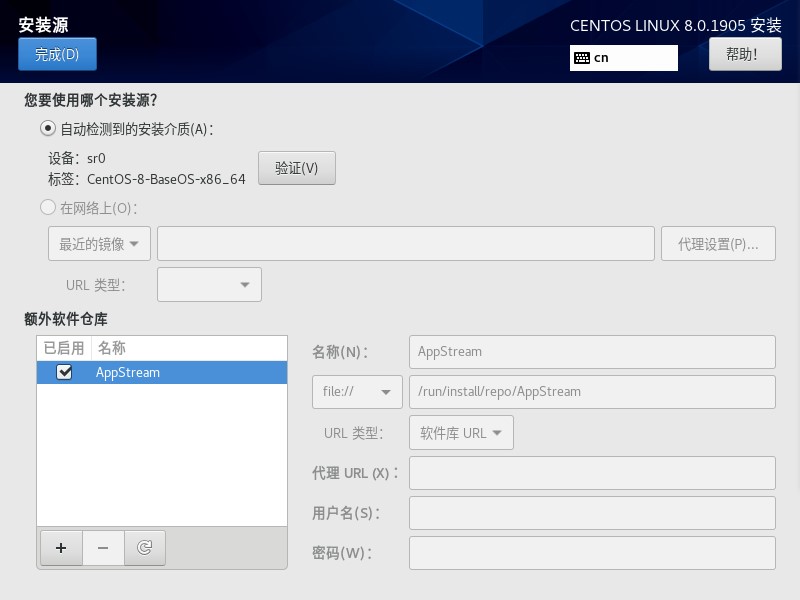 安装源
CENTOS LINUX 8.0.1905 安装
完成(D)
cn
帮助！
您要使用哪个安装源？
自动检测到的安装介质(A)：
设备：sr0
标签：CentOS-8-BaseOS-x86_64
验证(V)
在网络上(O)：
最近的镜像
代理设置(P)...
URL 类型：
额外软件仓库
已启用 名称
AppStream
名称(N)：
AppStream
file://
/run/install/repo/AppStream
URL 类型：
软件库 URL
代理 URL (X)：
用户名(S)：
密码(W)：